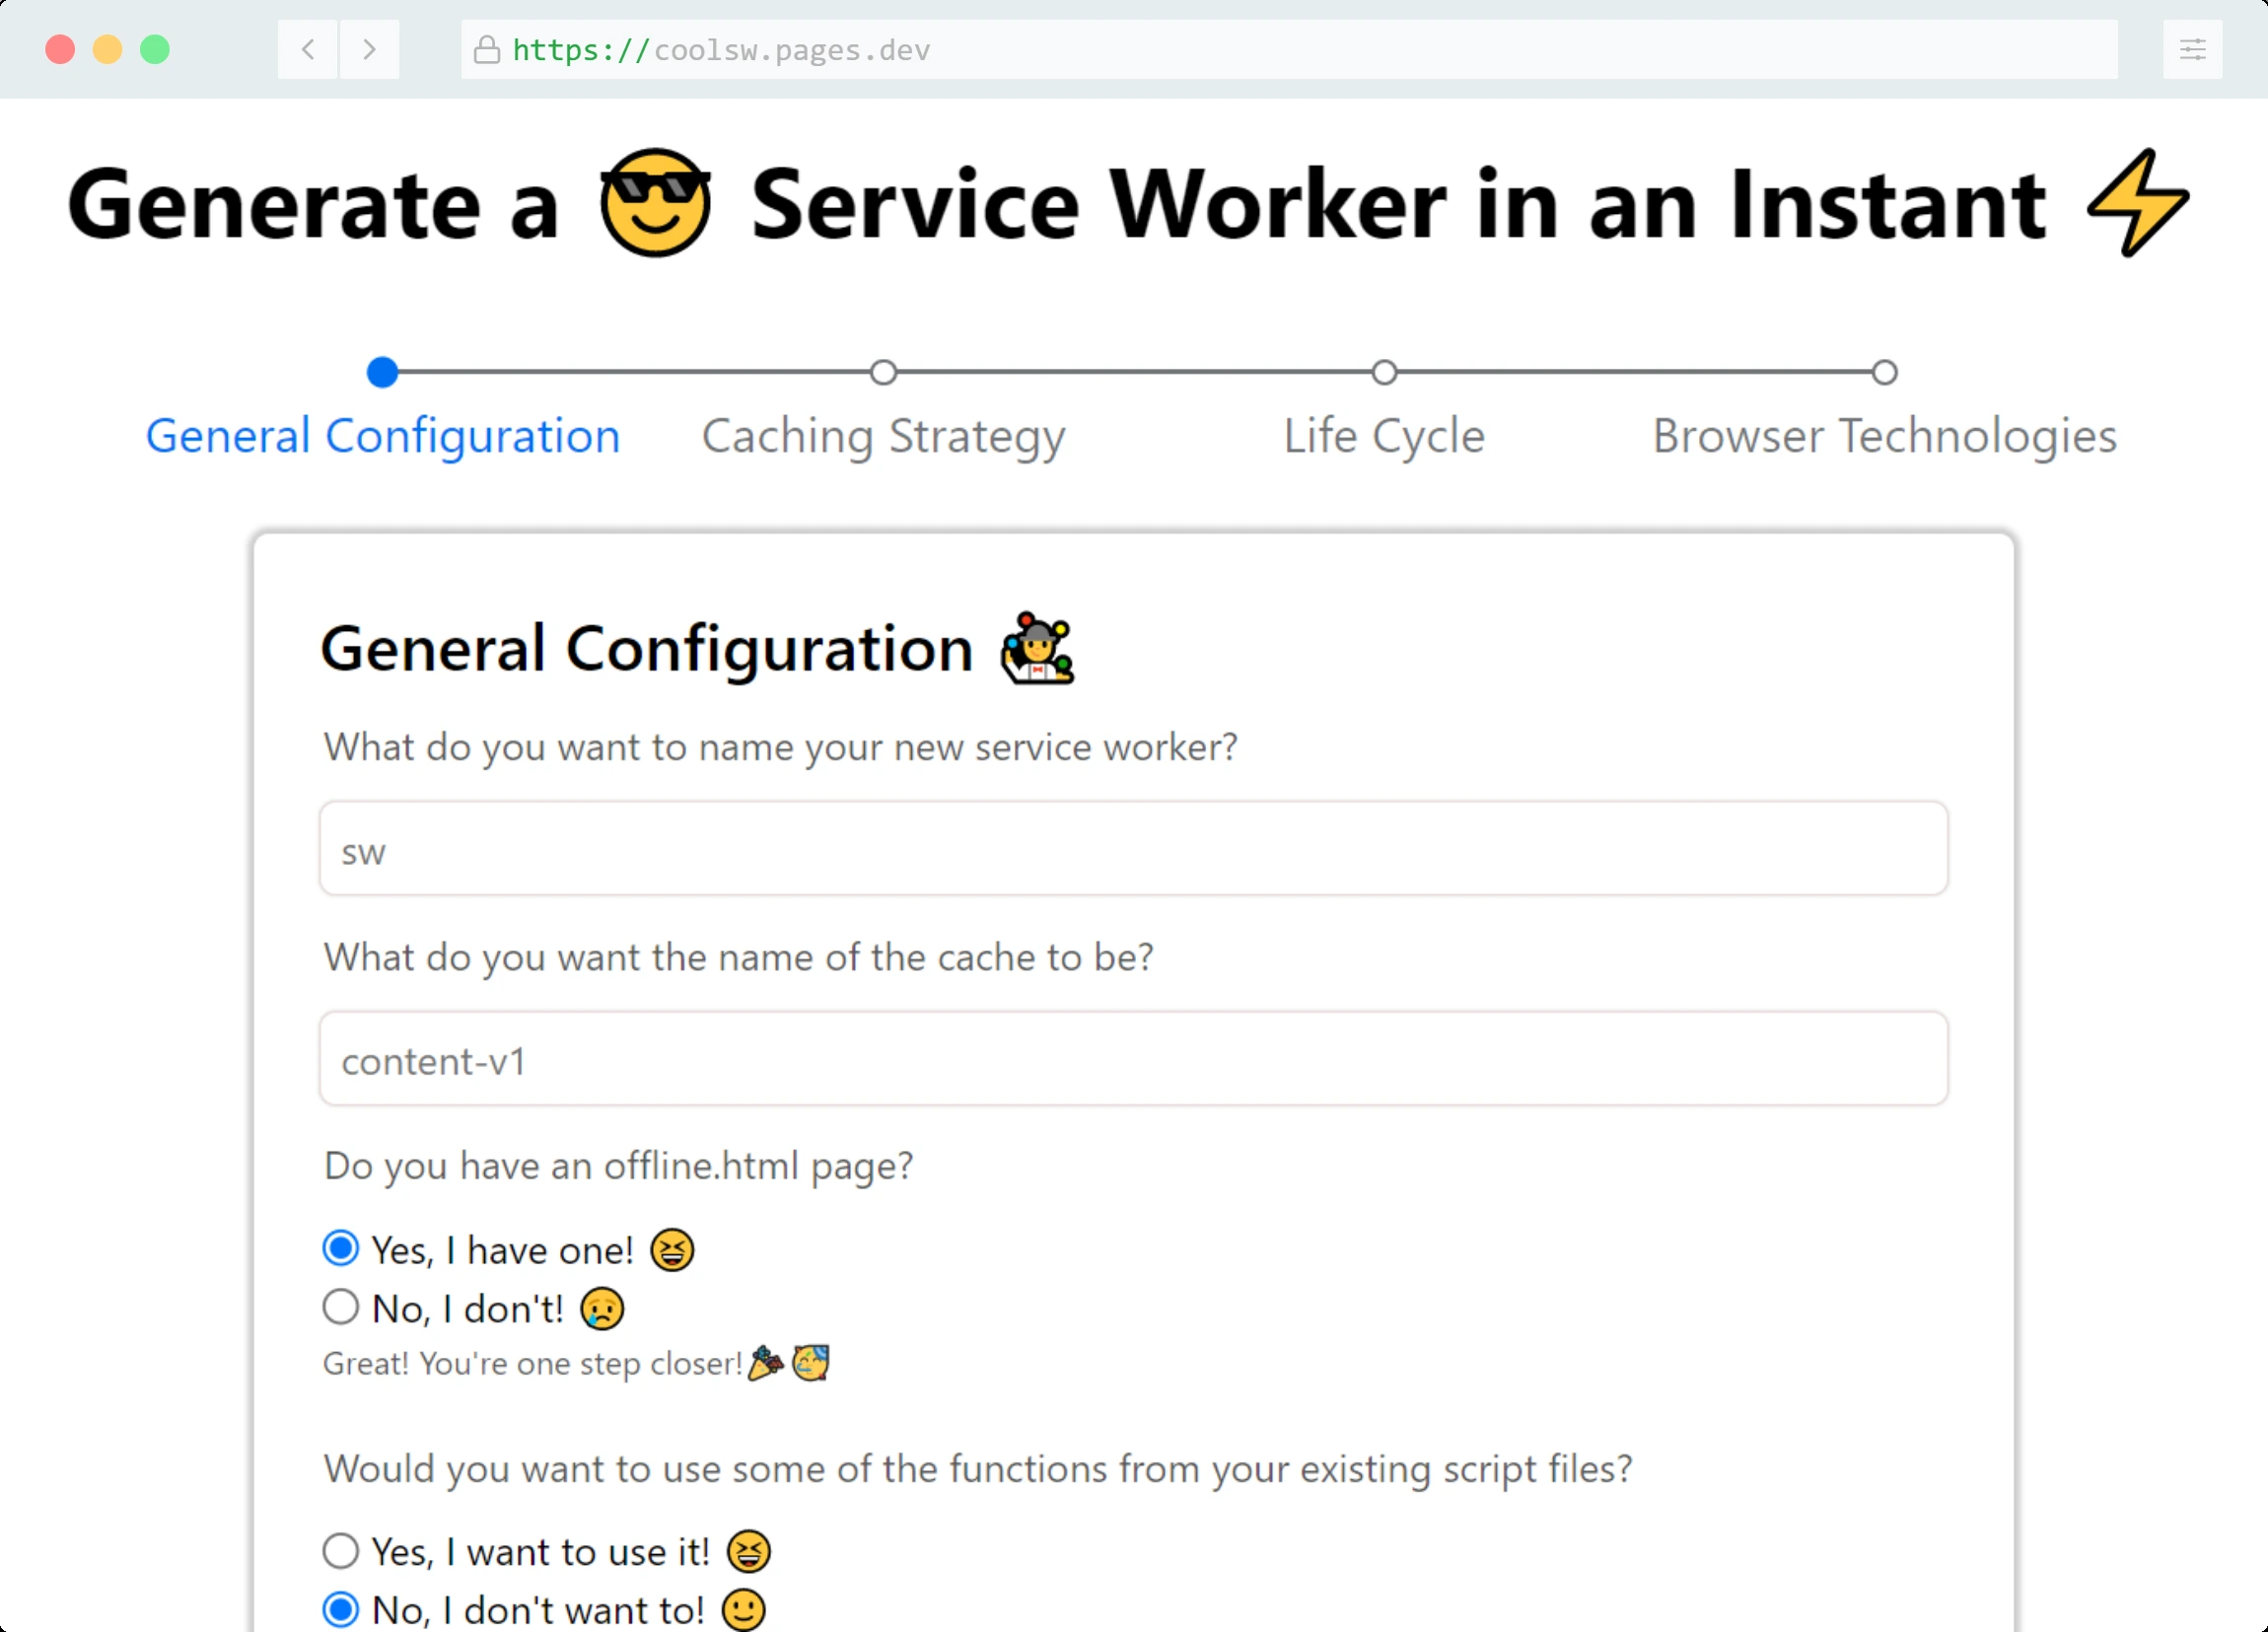 https://coolsw.pages.dev
Generate a 😎 Service Worker in an Instant ⚡
General Configuration
Caching Strategy
Life Cycle
Browser Technologies
General Configuration 🤹
What do you want to name your new service worker?
sw
What do you want the name of the cache to be?
content-v1
Do you have an offline.html page?
Yes, I have one! 😆
No, I don't! 😢
Great! You're one step closer!🎉🥳
Would you want to use some of the functions from your existing script files?
Yes, I want to use it! 😆
No, I don't want to! 🙂